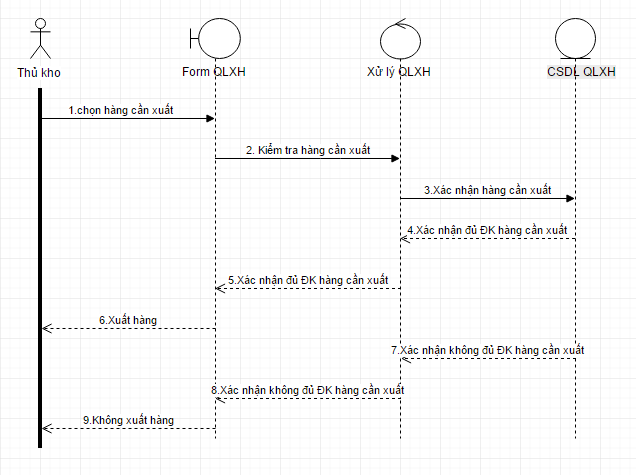 Thủ kho
Form QLXH
Xử lý QLXH
CSDL QLXH
1.chọn hàng cần xuất
2. Kiểm tra hàng cần xuất
3.Xác nhận hàng cần xuất
4.Xác nhận đủ ĐK hàng cần xuất
5.Xác nhận đủ ĐK hàng cần xuất
6.Xuất hàng
7.Xác nhận không đủ ĐK hàng cần xuất
8.Xác nhận không đủ ĐK hàng cần xuất
9.Không xuất hàng